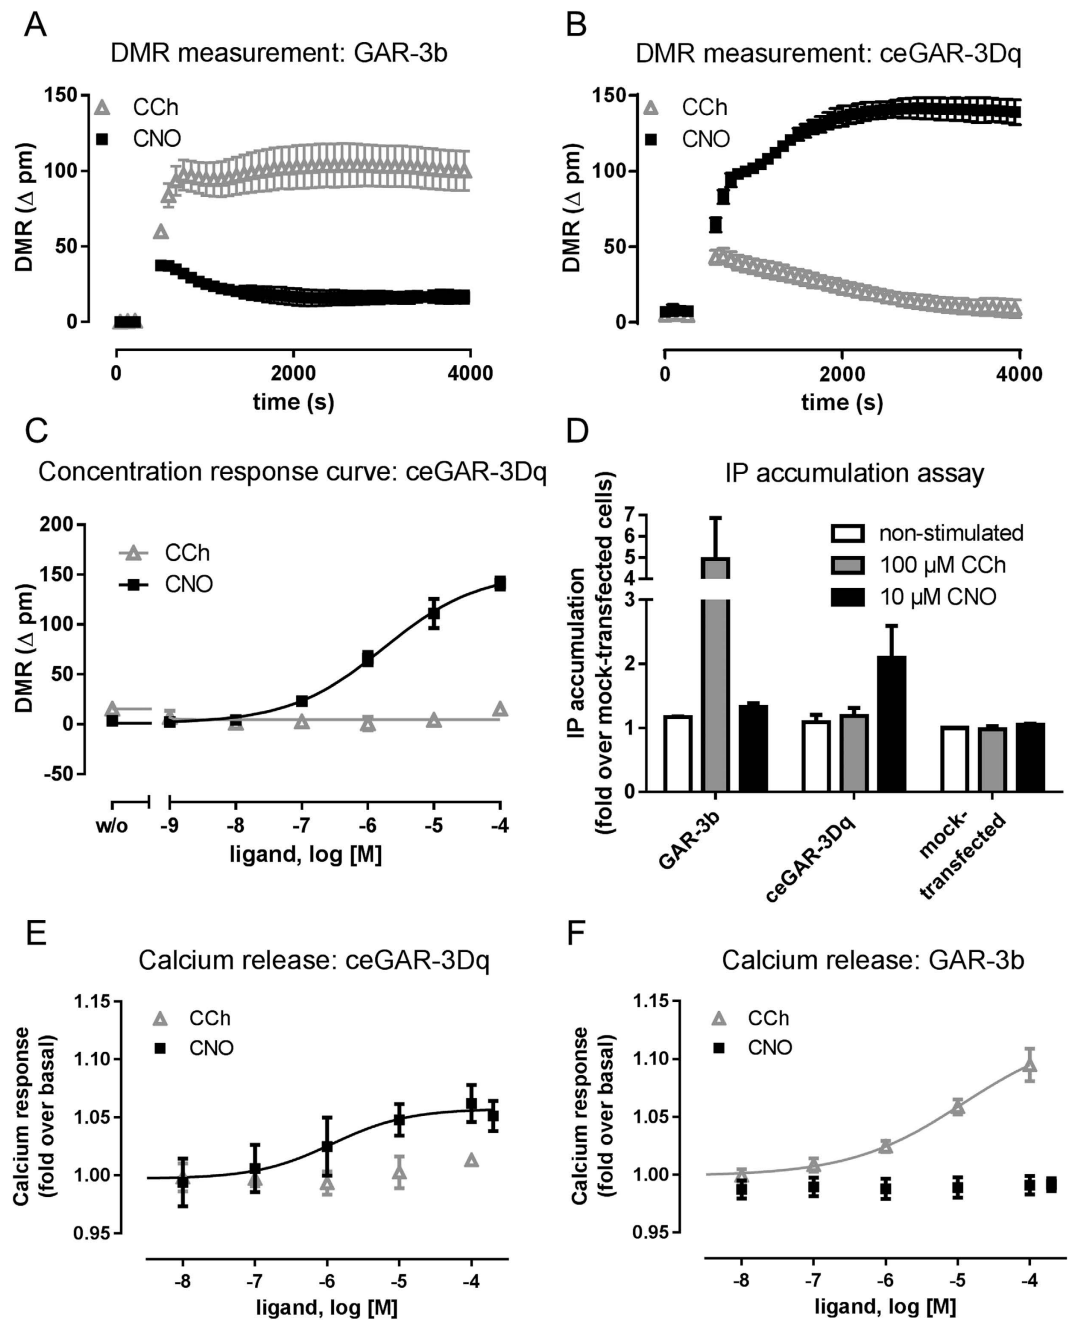 A
DMR measurement: GAR-3b
150
100
50
0
DMR (Δ pm)
CCh
CNO
0
2000
4000
time (s)
B
DMR measurement: ceGAR-3Dq
150
100
50
0
DMR (Δ pm)
CCh
CNO
0
2000
4000
time (s)
C
Concentration response curve: ceGAR-3Dq
200
150
100
50
0
-50
DMR (Δ pm)
CCh
CNO
w/o
-9
-8
-7
-6
-5
-4
ligand, log [M]
D
IP accumulation assay
7
6
5
4
3
2
1
0
IP accumulation
(fold over mock-transfected cells)
non-stimulated
100 µM CCh
10 µM CNO
GAR-3b
ceGAR-3Dq
mock-
transfected
E
Calcium release: ceGAR-3Dq
1.15
1.10
1.05
1.00
0.95
Calcium response
(fold over basal)
CCh
CNO
-8
-7
-6
-5
-4
ligand, log [M]
F
Calcium release: GAR-3b
1.15
1.10
1.05
1.00
0.95
Calcium response
(fold over basal)
CCh
CNO
-8
-7
-6
-5
-4
ligand, log [M]